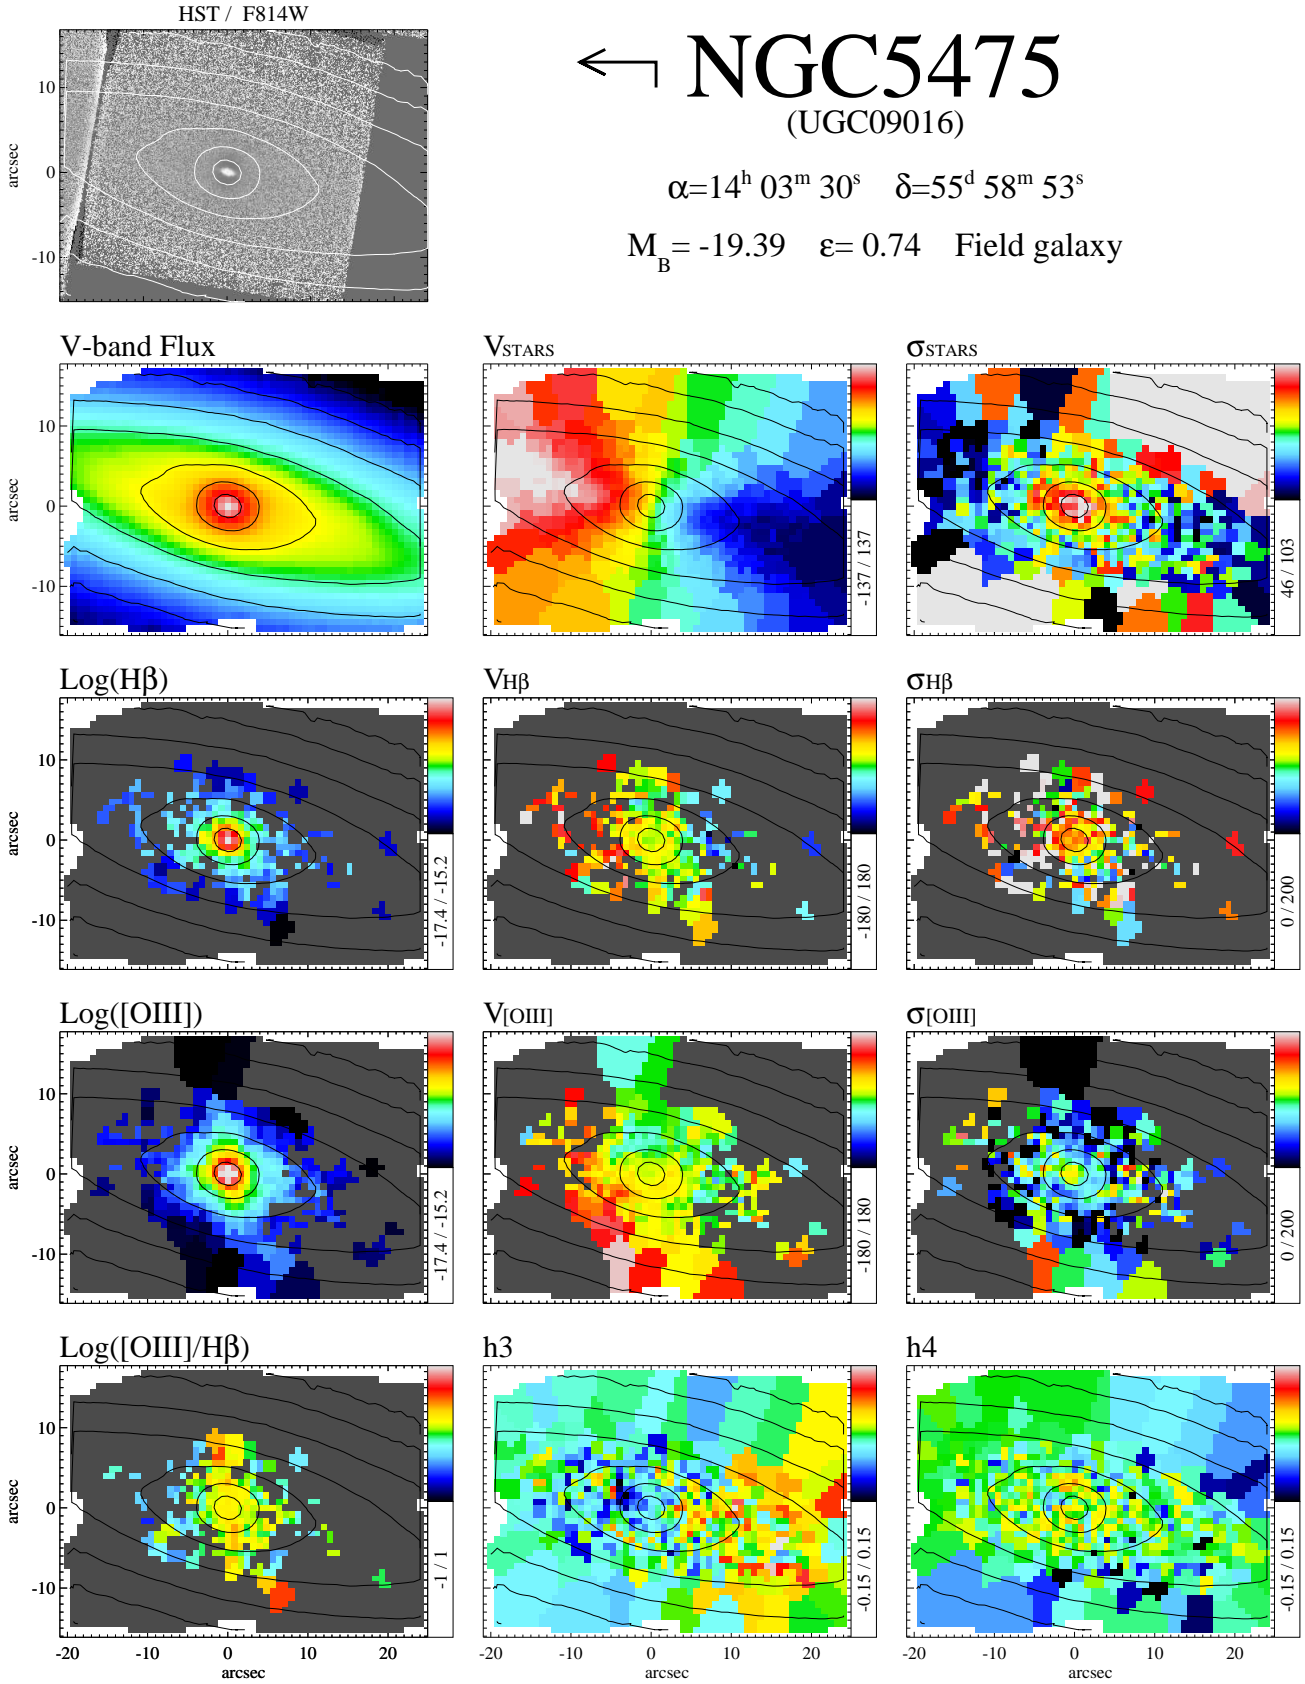 HST / F814W
NGC5475
(UGC09016)
α=14h 03m 30s δ=55d 58m 53s
MB= -19.39 ε= 0.74 Field galaxy
arcsec
10
0
-10
V-band Flux
VSTARS
σSTARS
arcsec
10
0
-10
-137 / 137
46 / 103
Log(Hβ)
VHβ
σHβ
arcsec
10
0
-10
-17.4 / -15.2
-180 / 180
0 / 200
Log([OIII])
V[OIII]
σ[OIII]
arcsec
10
0
-10
-17.4 / -15.2
-180 / 180
0 / 200
Log([OIII]/Hβ)
h3
h4
arcsec
10
0
-10
-1 / 1
-0.15 / 0.15
-0.15 / 0.15
-20 -10 0 10 20
-20 -10 0 10 20
-20 -10 0 10 20
arcsec
arcsec
arcsec